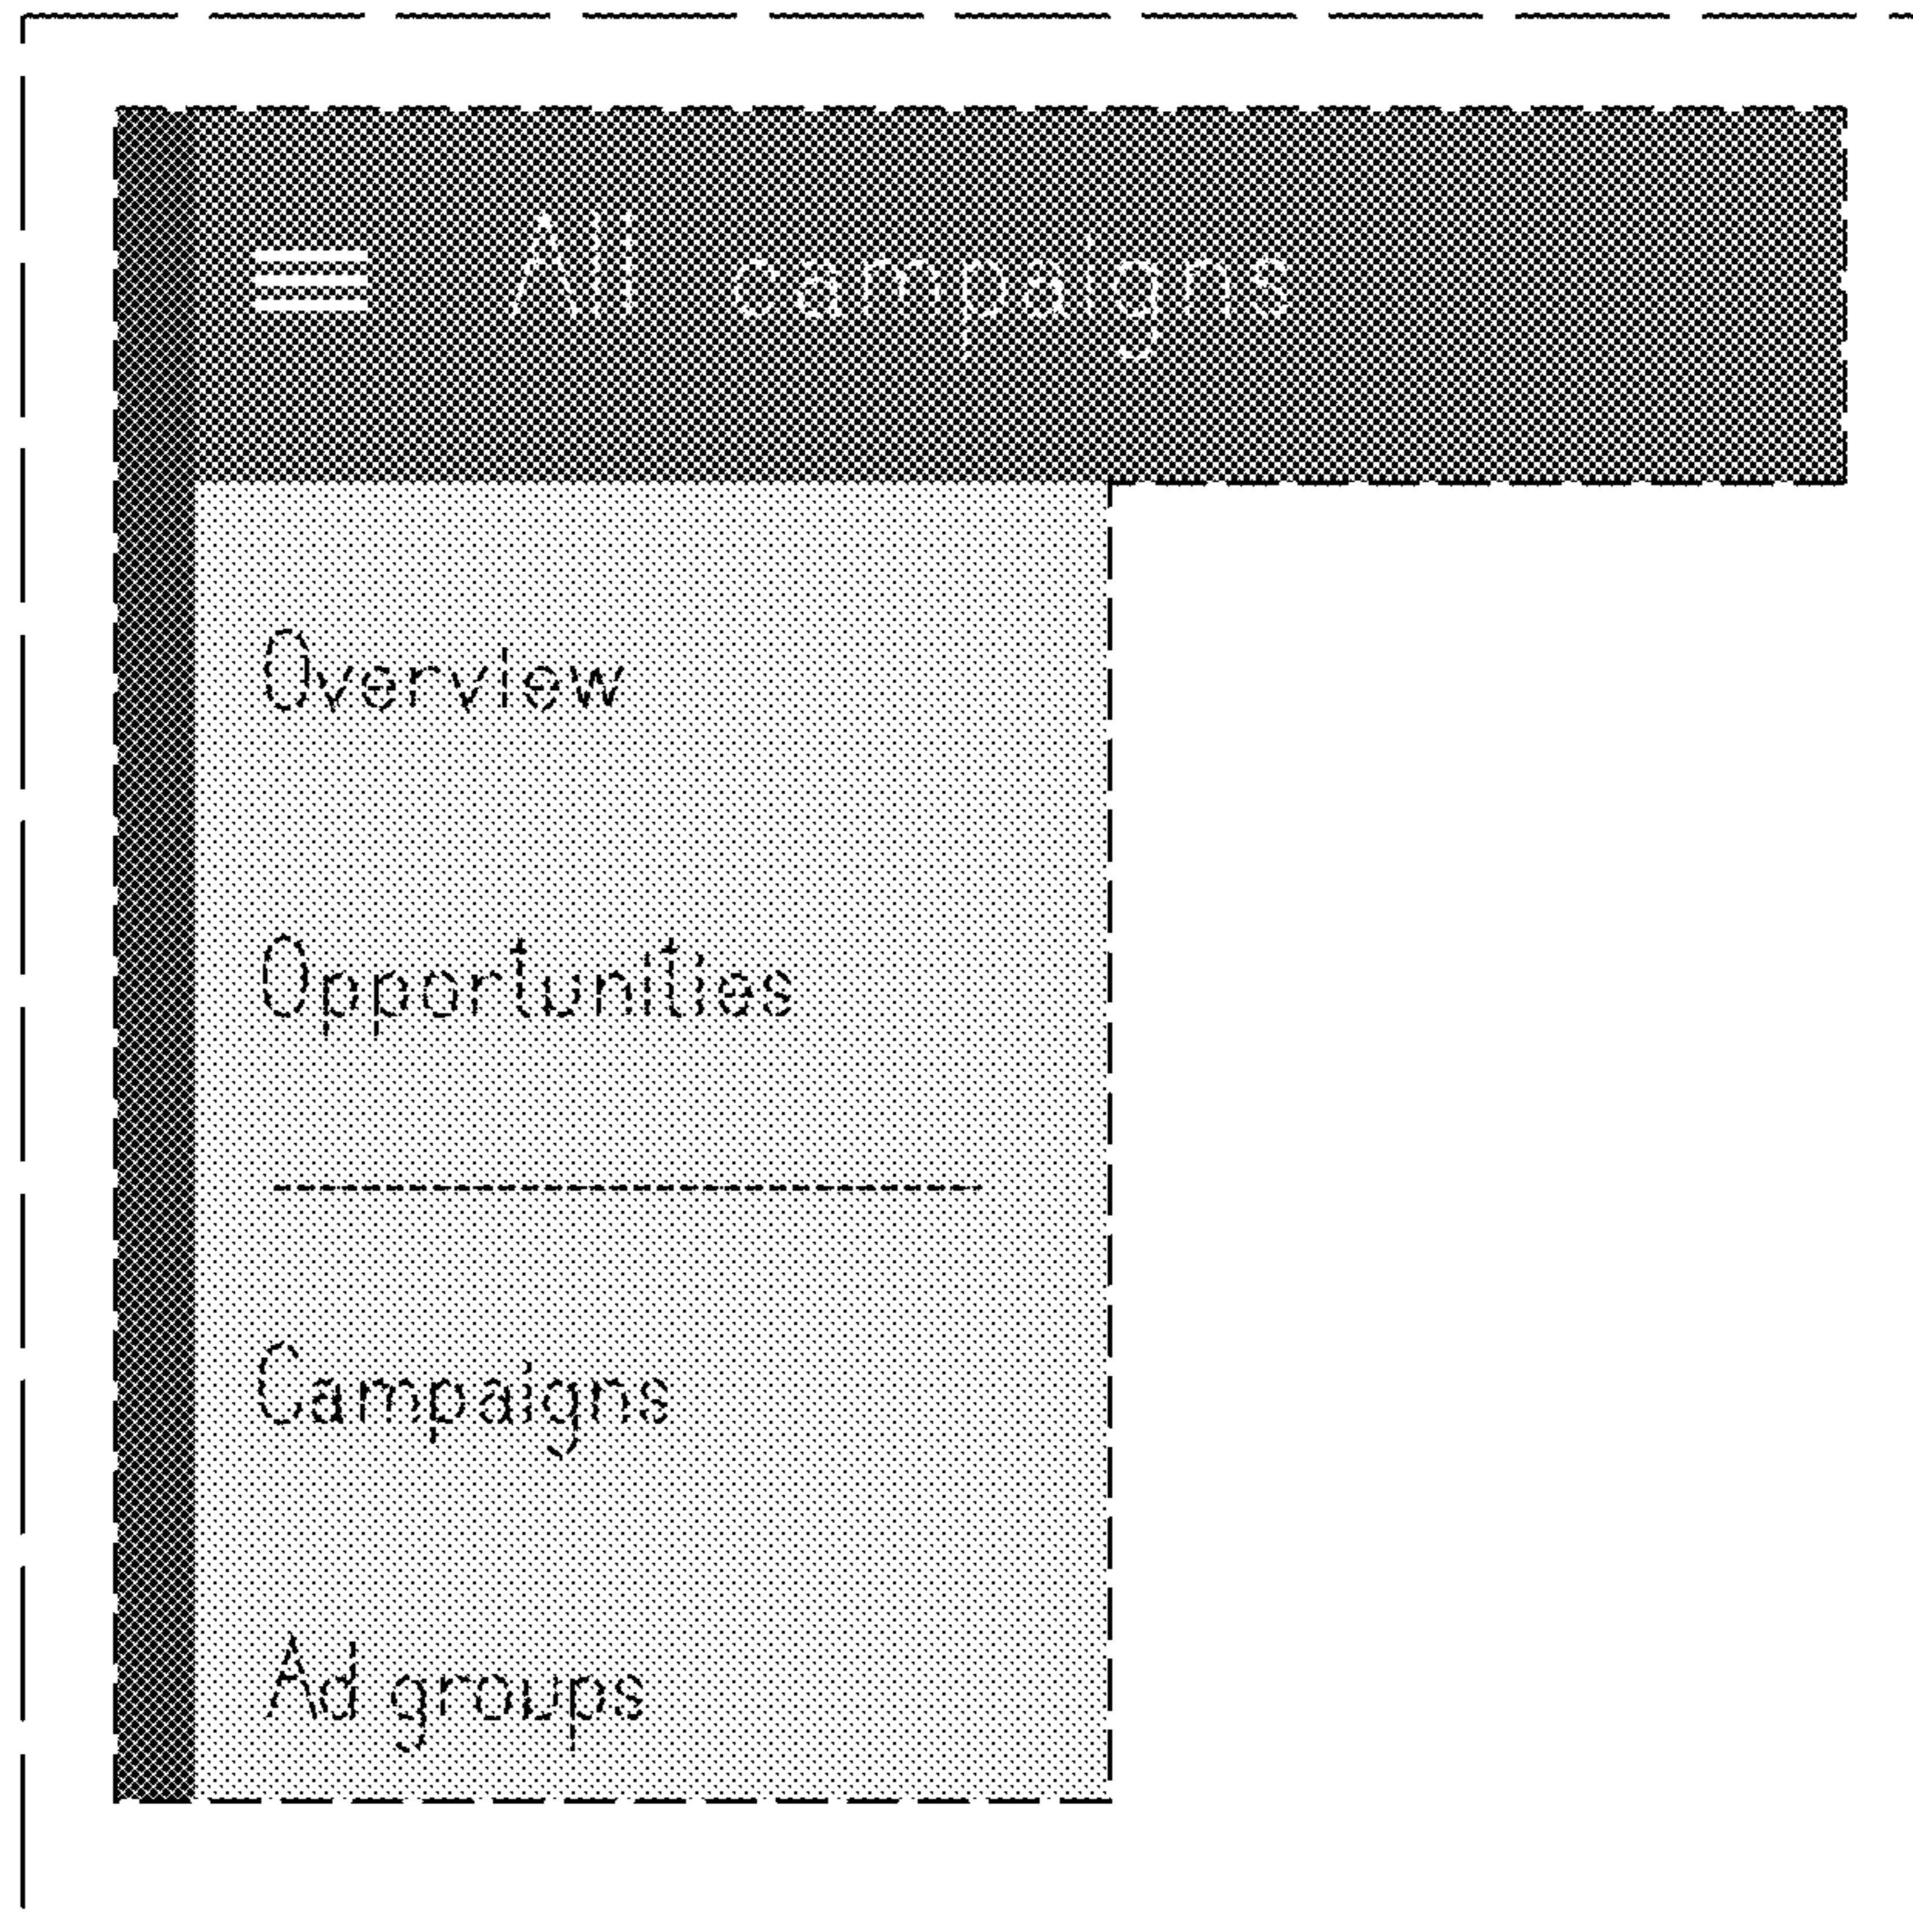 All campaigns
Overview
Opportunities
Campaigns
Ad groups